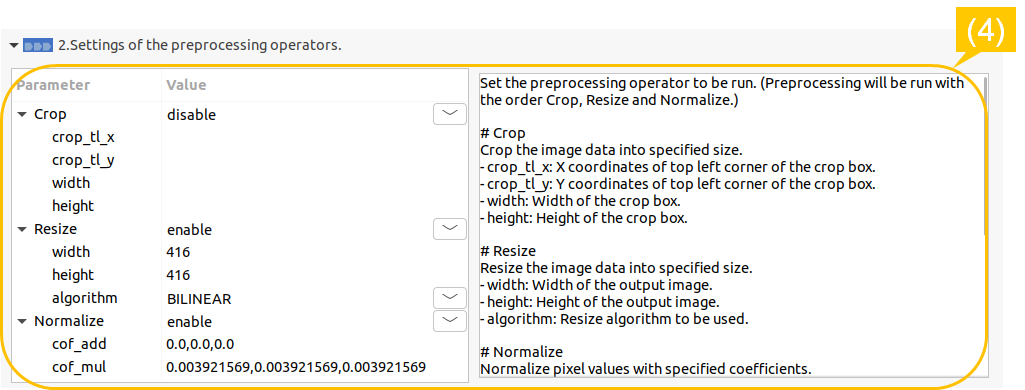 (4)
2.Settings of the preprocessing operators.
Parameter Value
Crop disable
crop_tl_x
crop_tl_y
width
height
Resize enable
width 416
height 416
algorithm BILINEAR
Normalize enable
cof_add 0.0,0.0,0.0
cof_mul 0.003921569,0.003921569,0.003921569
Set the preprocessing operator to be run. (Preprocessing will be run with
the order Crop, Resize and Normalize.)
# Crop
Crop the image data into specified size.
- crop_tl_x: X coordinates of top left corner of the crop box.
- crop_tl_y: Y coordinates of top left corner of the crop box.
- width: Width of the crop box.
- height: Height of the crop box.
# Resize
Resize the image data into specified size.
- width: Width of the output image.
- height: Height of the output image.
- algorithm: Resize algorithm to be used.
# Normalize
Normalize pixel values with specified coefficients.